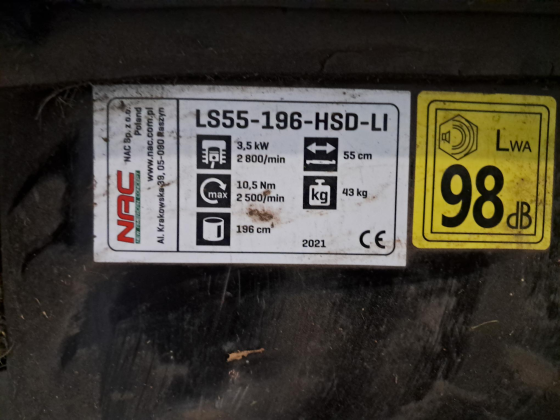 LS55-196-HSD-LI
NAC
NAC Sp. z o.o.
Poland
www.nac.com.pl
Al. Krakowska 39, 05-090 Raszyn
3,5 kW
2 800/min
max
10,5 Nm
2 500/min
196 cm
55 cm
kg
43 kg
2021
CE
LWA
98 dB